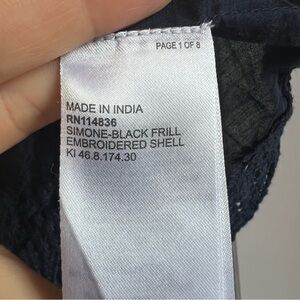 PAGE 1 OF 8
MADE IN INDIA
RN114836
SIMONE-BLACK FRILL
EMBROIDERED SHELL
KI 46.8.174.30